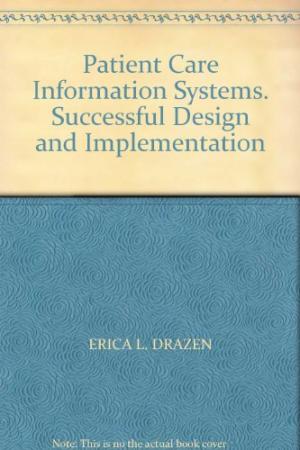 Patient Care
Information Systems.
Successful Design
and Implementation
ERICA L. DRAZEN
Note: This is no the actual book cover